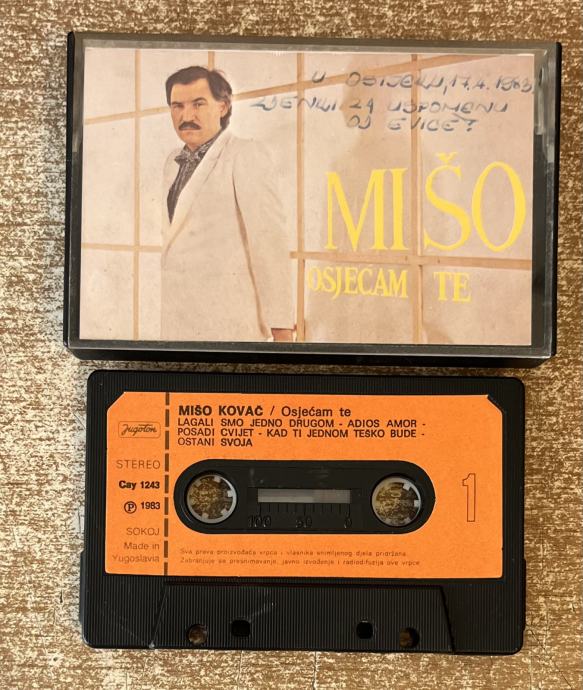 U OSIJEKU, 17.4. 1983.
ZA USPOMENU
OD EVICE
MIŠO
OSJEĆAM TE
MIŠO KOVAČ / Osjećam te
LAGALI SMO JEDNO DRUGOM - ADIOS AMOR -
POSADI CVIJET - KAD TI JEDNOM TEŠKO BUDE -
OSTANI SVOJA
Jugoton
STEREO
Cay 1243
Ⓟ 1983
SOKOJ
Made in
Yugoslavia
1
100 50 0
Sva prava proizvođača vrpce i vlasnika snimljenog djela pridržana.
Zabranjuje se presnimavanje, javno izvođenje i radiodifuzija ove vrpce